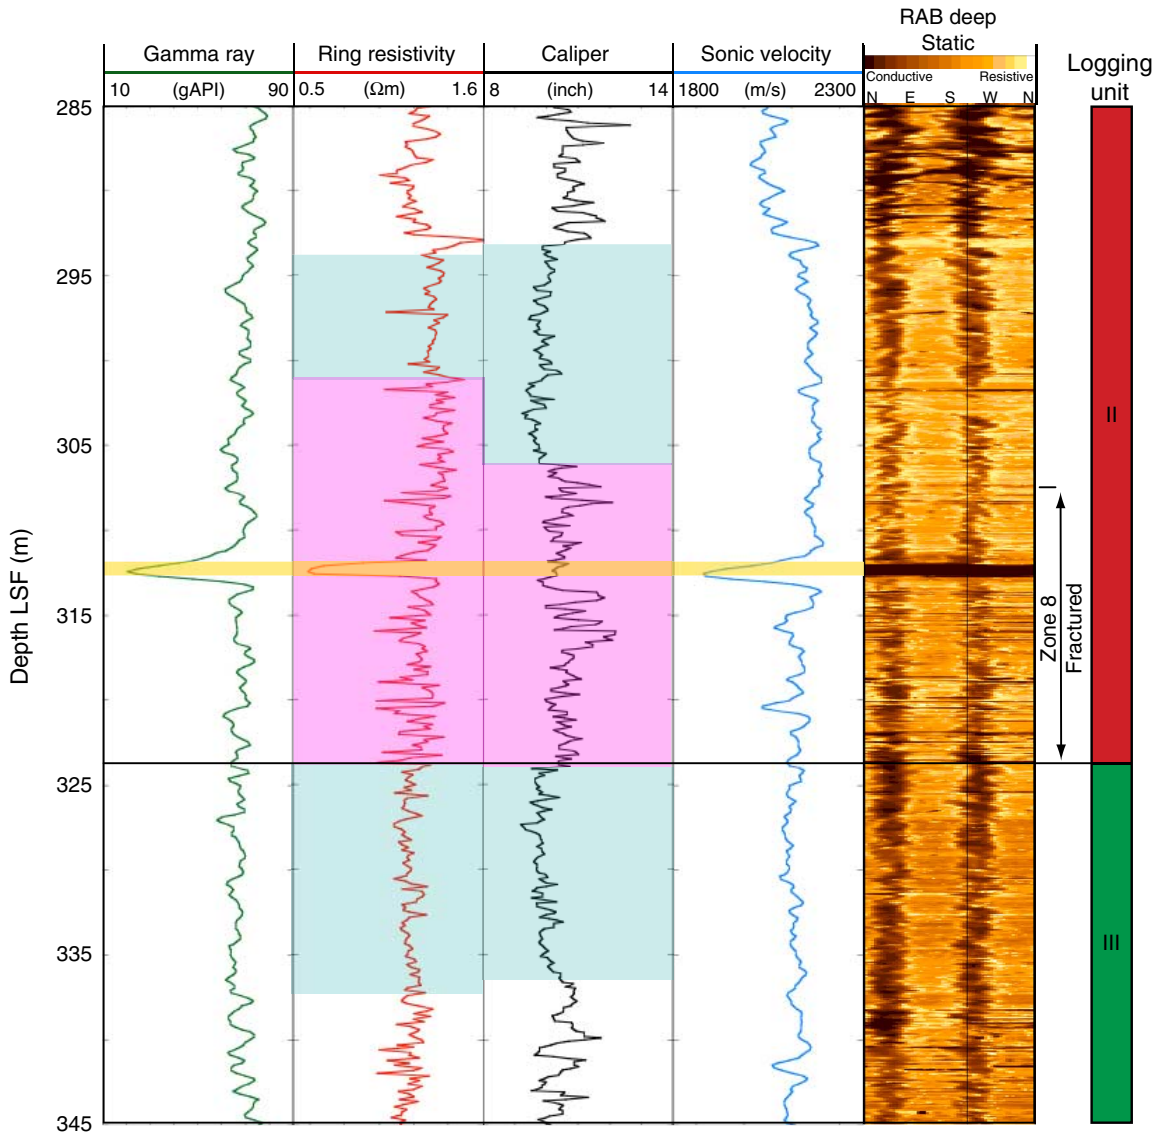 RAB deep
Static
Gamma ray Ring resistivity Caliper Sonic velocity
Logging
unit
Conductive Resistive
10 (gAPI) 90 0.5 (Ωm) 1.6 8 (inch) 14 1800 (m/s) 2300
N E S W N
285
295
305
315
325
335
345
Depth LSF (m)
Zone 8
Fractured
II
III